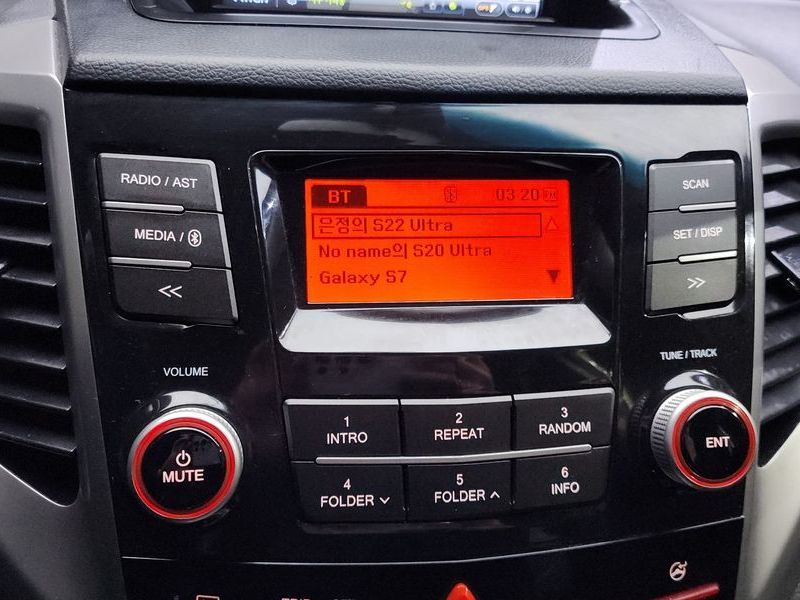 RADIO / AST
MEDIA /
<<
BT
03 20
은정의 S22 Ultra
No name의 S20 Ultra
Galaxy S7
SCAN
SET / DISP
>>
VOLUME
MUTE
TUNE / TRACK
ENT
1
INTRO
2
REPEAT
3
RANDOM
4
FOLDER
5
FOLDER
6
INFO